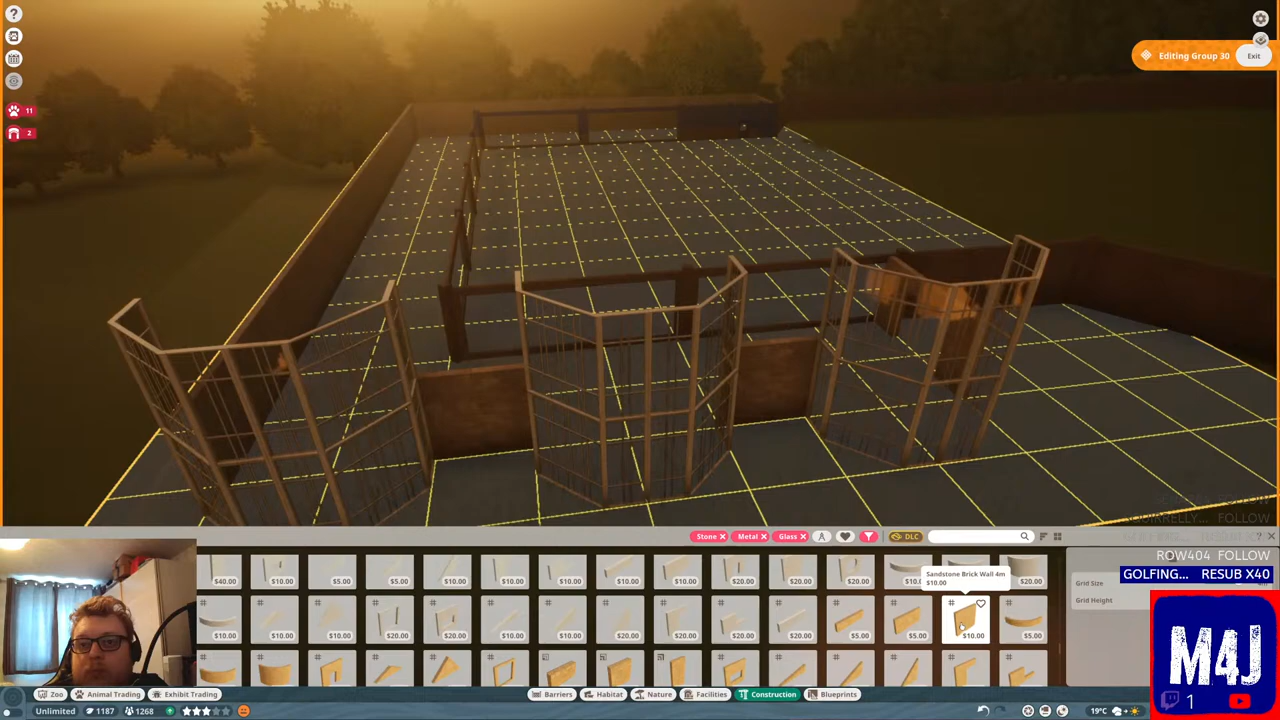 ?
Editing Group 30 Exit
11
2
FOLLOW
FOLLOW
Stone ✕ Metal ✕ Glass ✕ DLC
? ✕
ROW404 FOLLOW
GOLFING... RESUB X40
Sandstone Brick Wall 4m
$10.00
Grid Size
Grid Height
$40.00 $10.00 $5.00 $5.00 $10.00 $10.00 $10.00 $10.00 $20.00 $20.00 $10.00 $20.00
$10.00 $10.00 $10.00 $20.00 $20.00 $10.00 $10.00 $20.00 $20.00 $20.00 $20.00 $5.00 $5.00 $10.00 $5.00
M4J
1
Zoo Animal Trading Exhibit Trading Barriers Habitat Nature Facilities Construction Blueprints
Unlimited 1187 1268 19°C